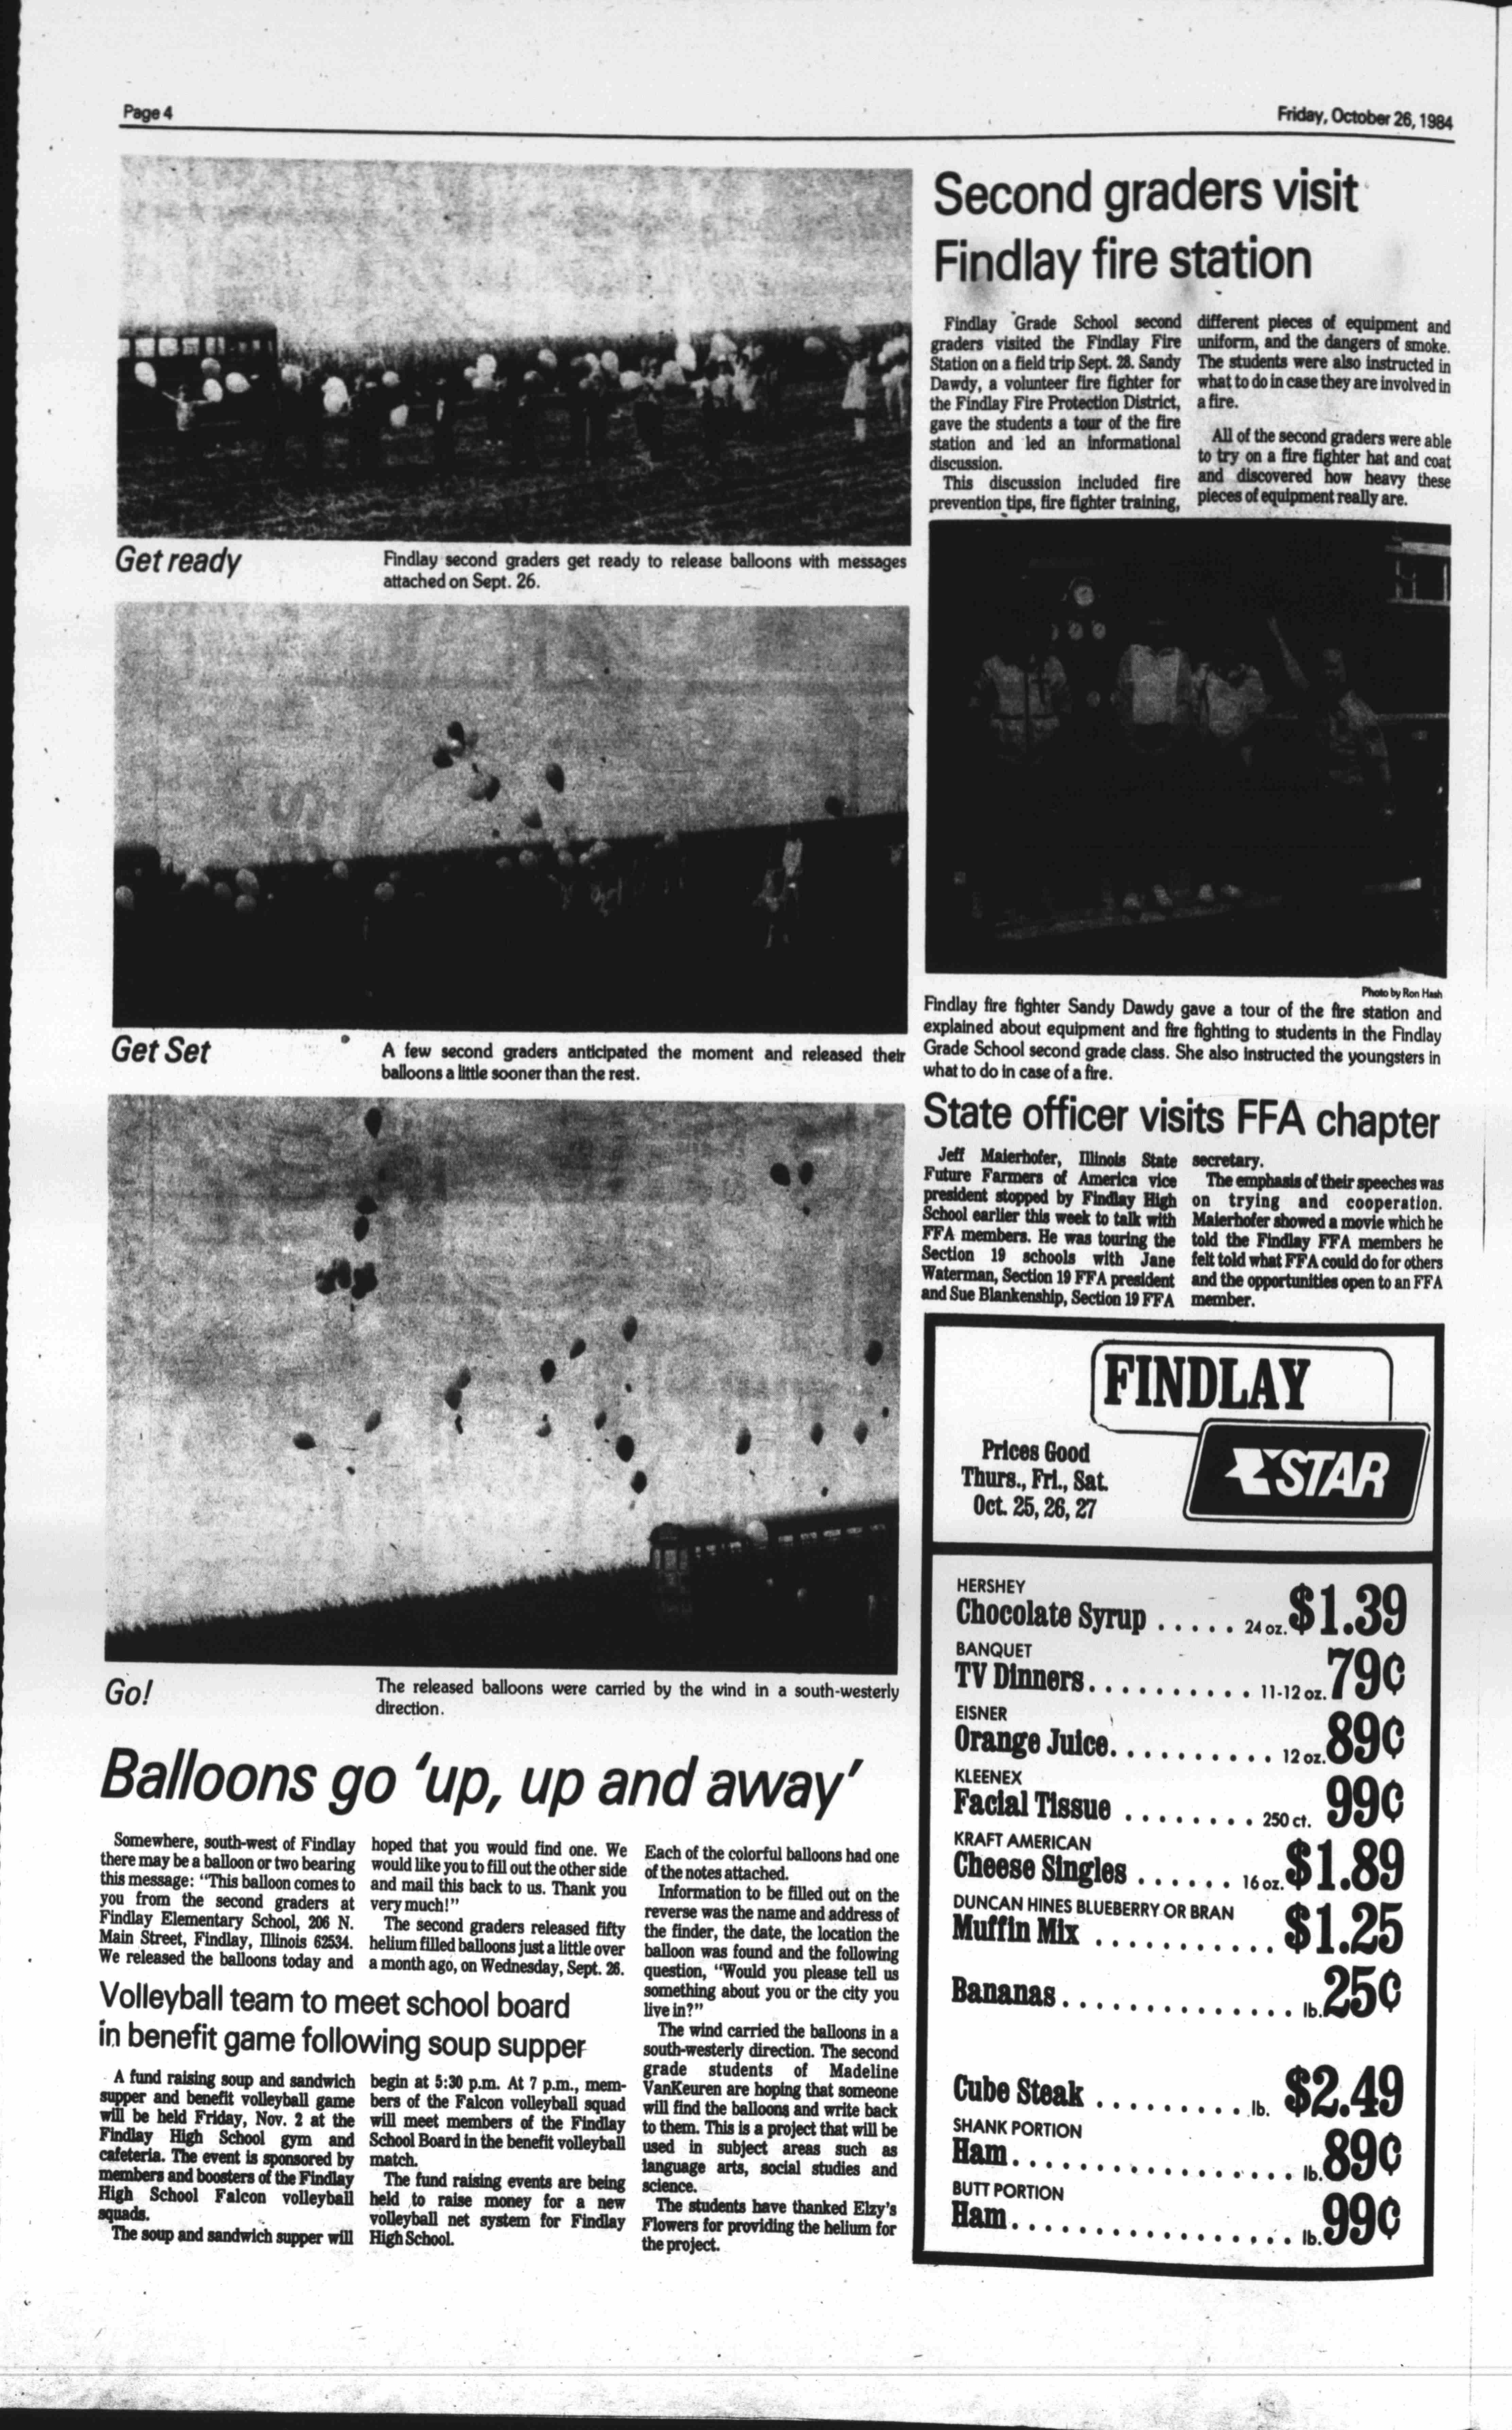 Page 4
Friday, October 26, 1984
Get ready
Findlay second graders get ready to release balloons with messages
attached on Sept. 26.
Get Set
A few second graders anticipated the moment and released their
balloons a little sooner than the rest.
Go!
The released balloons were carried by the wind in a south-westerly
direction.
Balloons go 'up, up and away'
Somewhere, south-west of Findlay
there may be a balloon or two bearing
this message: "This balloon comes to
you from the second graders at
Findlay Elementary School, 206 N.
Main Street, Findlay, Illinois 62534.
We released the balloons today and
hoped that you would find one. We
would like you to fill out the other side
and mail this back to us. Thank you
very much!"
The second graders released fifty
helium filled balloons just a little over
a month ago, on Wednesday, Sept. 26.
Each of the colorful balloons had one
of the notes attached.
Information to be filled out on the
reverse was the name and address of
the finder, the date, the location the
balloon was found and the following
question, "Would you please tell us
something about you or the city you
live in?"
The wind carried the balloons in a
south-westerly direction. The second
grade students of Madeline
VanKeuren are hoping that someone
will find the balloons and write back
to them. This is a project that will be
used in subject areas such as
language arts, social studies and
science.
The students have thanked Elzy's
Flowers for providing the helium for
the project.
Volleyball team to meet school board
in benefit game following soup supper
A fund raising soup and sandwich
supper and benefit volleyball game
will be held Friday, Nov. 2 at the
Findlay High School gym and
cafeteria. The event is sponsored by
members and boosters of the Findlay
High School Falcon volleyball
squads.
The soup and sandwich supper will
begin at 5:30 p.m. At 7 p.m., mem-
bers of the Falcon volleyball squad
will meet members of the Findlay
School Board in the benefit volleyball
match.
The fund raising events are being
held to raise money for a new
volleyball net system for Findlay
High School.
Second graders visit
Findlay fire station
Findlay Grade School second
graders visited the Findlay Fire
Station on a field trip Sept. 28. Sandy
Dawdy, a volunteer fire fighter for
the Findlay Fire Protection District,
gave the students a tour of the fire
station and led an informational
discussion.
This discussion included fire
prevention tips, fire fighter training,
different pieces of equipment and
uniform, and the dangers of smoke.
The students were also instructed in
what to do in case they are involved in
a fire.
All of the second graders were able
to try on a fire fighter hat and coat
and discovered how heavy these
pieces of equipment really are.
Photo by Ron Hash
Findlay fire fighter Sandy Dawdy gave a tour of the fire station and
explained about equipment and fire fighting to students in the Findlay
Grade School second grade class. She also instructed the youngsters in
what to do in case of a fire.
State officer visits FFA chapter
Jeff Maierhofer, Illinois State
Future Farmers of America vice
president stopped by Findlay High
School earlier this week to talk with
FFA members. He was touring the
Section 19 schools with Jane
Waterman, Section 19 FFA president
and Sue Blankenship, Section 19 FFA
secretary.
The emphasis of their speeches was
on trying and cooperation.
Maierhofer showed a movie which he
told the Findlay FFA members he
felt told what FFA could do for others
and the opportunities open to an FFA
member.
FINDLAY
STAR
Prices Good
Thurs., Fri., Sat.
Oct. 25, 26, 27
HERSHEY
Chocolate Syrup ..... 24 oz. $1.39
BANQUET
TV Dinners.......... 11-12 oz. 79¢
EISNER
Orange Juice.......... 12 oz. 89¢
KLEENEX
Facial Tissue ........ 250 ct. 99¢
KRAFT AMERICAN
Cheese Singles ...... 16 oz. $1.89
DUNCAN HINES BLUEBERRY OR BRAN
Muffin Mix ........... $1.25
Bananas.............. lb. 25¢
Cube Steak ......... lb. $2.49
SHANK PORTION
Ham................. lb. 89¢
BUTT PORTION
Ham................. lb. 99¢